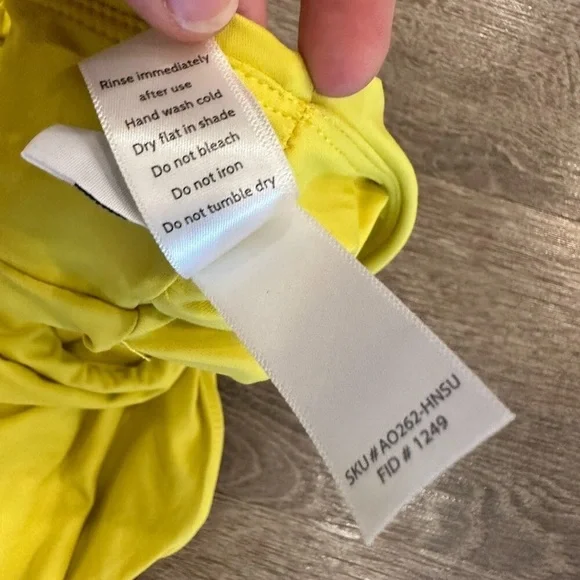 Rinse immediately
after use
Hand wash cold
Dry flat in shade
Do not bleach
Do not iron
Do not tumble dry
SKU # AO262-HNSU
FID # 1249